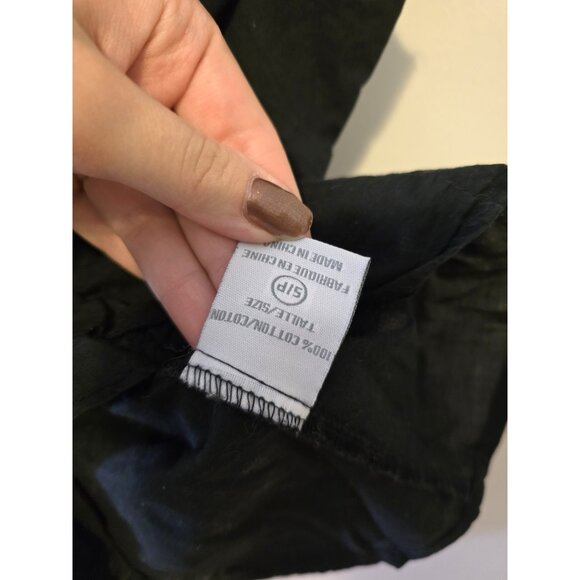 100% COTTON/COTON
TAILLE/SIZE
S/P
FABRIQUE EN CHINE
MADE IN CHINA